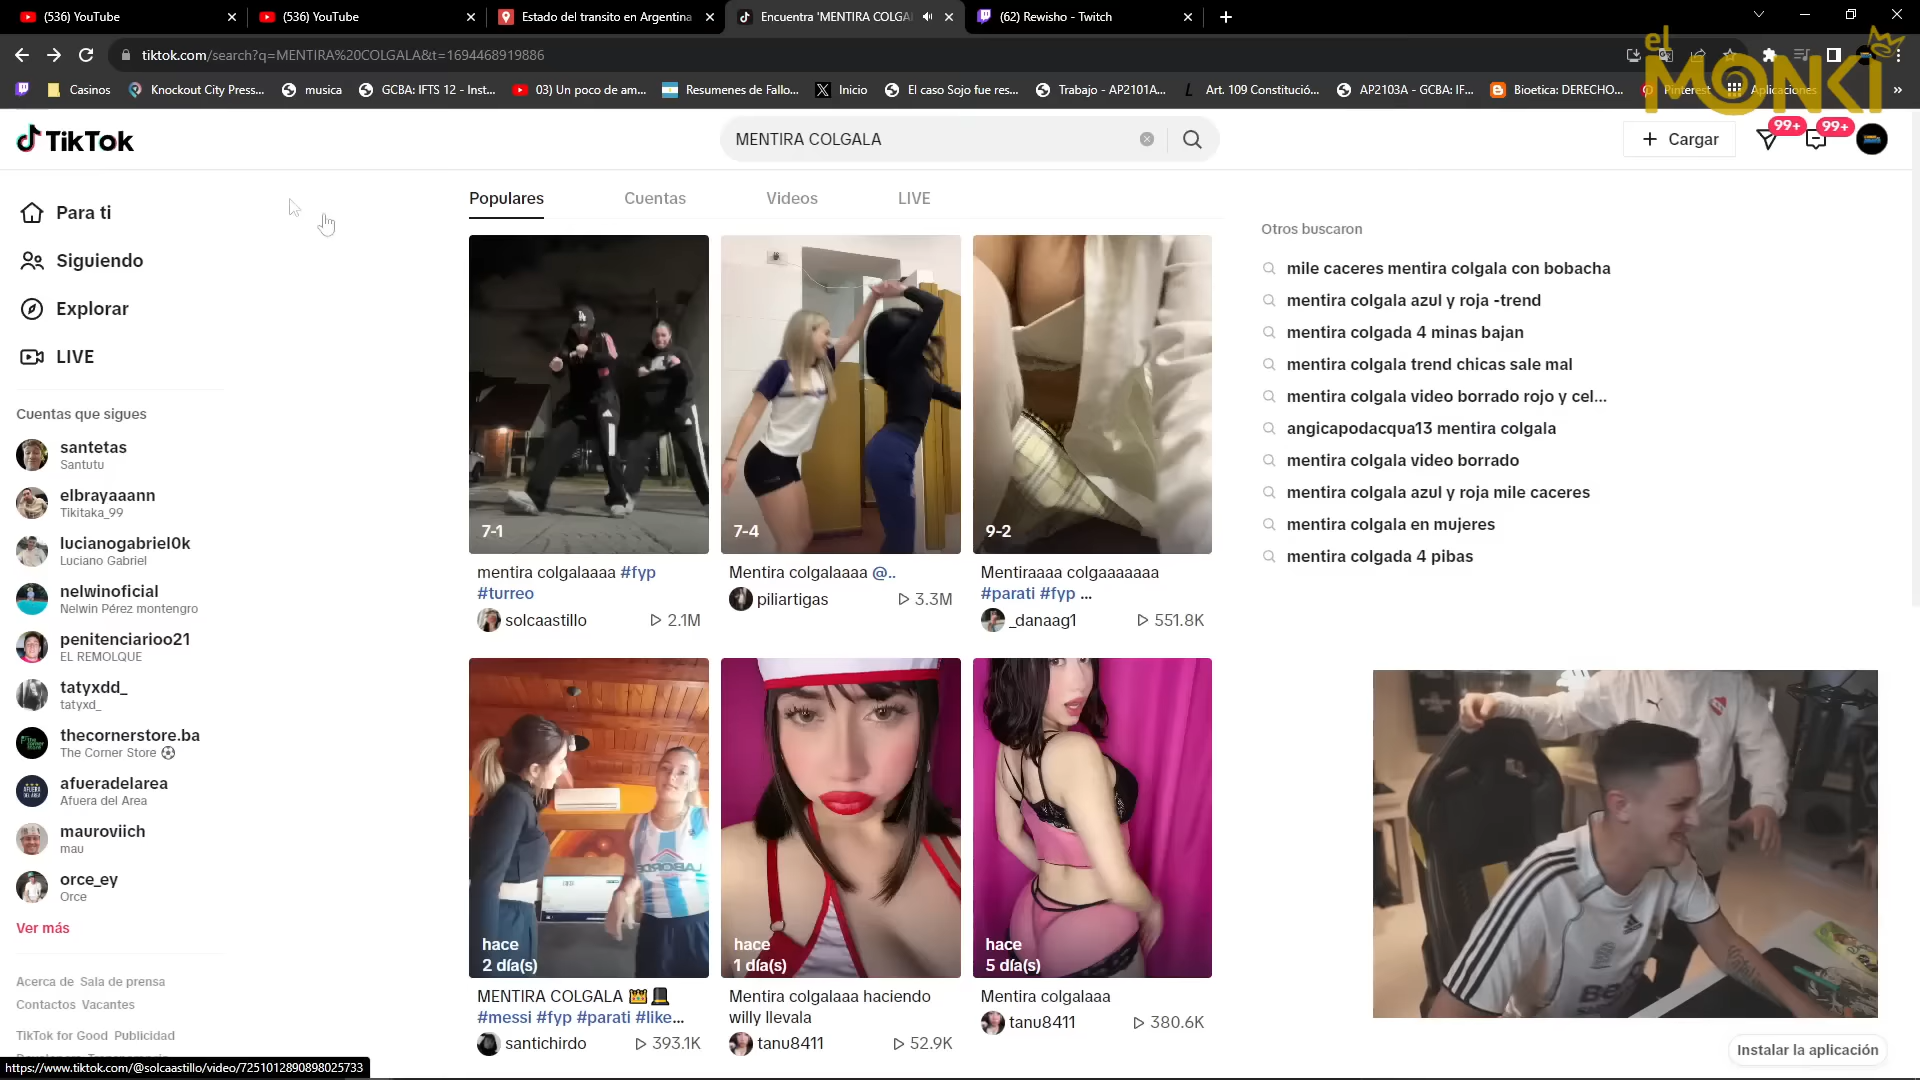 (536) YouTube
(536) YouTube
Estado del transito en Argentina
Encuentra 'MENTIRA COLGA
(62) Rewisho - Twitch
tiktok.com/search?q=MENTIRA%20COLGALA&t=1694468919886
Casinos
Knockout City Press...
musica
GCBA: IFTS 12 - Inst...
03) Un poco de am...
Resumenes de Fallo...
Inicio
El caso Sojo fue res...
Trabajo - AP2101A...
Art. 109 Constitució...
AP2103A - GCBA: IF...
Bioetica: DERECHO...
Pinterest
Aplicaciones
»
el
MONKI
TikTok
MENTIRA COLGALA
Cargar
99+
99+
Para ti
Siguiendo
Explorar
LIVE
Cuentas que sigues
santetas
Santutu
elbrayaaann
Tikitaka_99
lucianogabriel0k
Luciano Gabriel
nelwinoficial
Nelwin Pérez montengro
penitenciarioo21
EL REMOLQUE
tatyxdd_
tatyxd_
thecornerstore.ba
The Corner Store ⚽
afueradelarea
Afuera del Area
mauroviich
mau
orce_ey
Orce
Ver más
Acerca de Sala de prensa
Contactos Vacantes
TikTok for Good Publicidad
https://www.tiktok.com/@solcaastillo/video/7251012890898025733
Populares
Cuentas
Videos
LIVE
7-1
mentira colgalaaaa #fyp
#turreo
solcaastillo
2.1M
7-4
Mentira colgalaaaa @..
piliartigas
3.3M
9-2
Mentiraaaa colgaaaaaaa
#parati #fyp ...
_danaag1
551.8K
hace
2 día(s)
MENTIRA COLGALA 👑🎩
#messi #fyp #parati #like...
santichirdo
393.1K
hace
1 día(s)
Mentira colgalaaa haciendo
willy llevala
tanu8411
52.9K
hace
5 día(s)
Mentira colgalaaa
tanu8411
380.6K
Otros buscaron
mile caceres mentira colgala con bobacha
mentira colgala azul y roja -trend
mentira colgada 4 minas bajan
mentira colgala trend chicas sale mal
mentira colgala video borrado rojo y cel...
angicapodacqua13 mentira colgala
mentira colgala video borrado
mentira colgala azul y roja mile caceres
mentira colgala en mujeres
mentira colgada 4 pibas
Instalar la aplicación